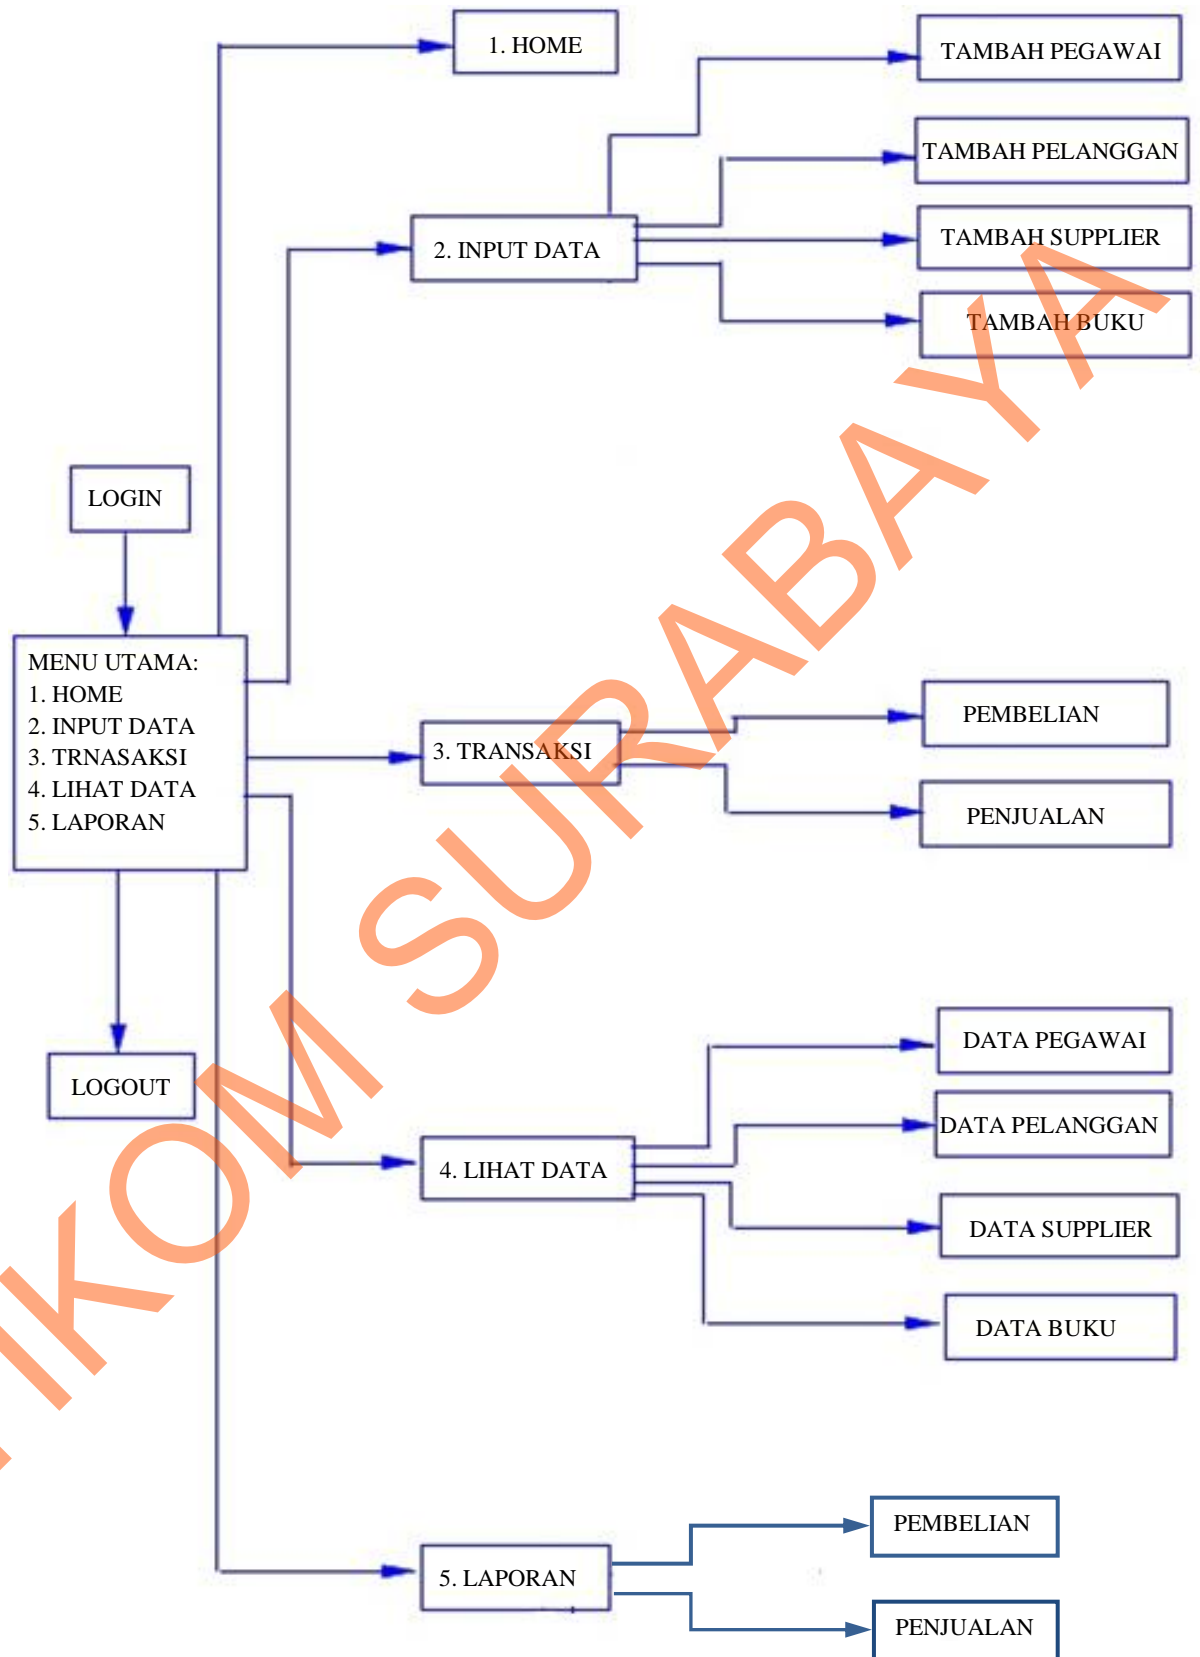 1. HOME
TAMBAH PEGAWAI
TAMBAH PELANGGAN
2. INPUT DATA
TAMBAH SUPPLIER
TAMBAH BUKU
LOGIN
MENU UTAMA:
1. HOME
2. INPUT DATA
3. TRNASAKSI
4. LIHAT DATA
5. LAPORAN
3. TRANSAKSI
PEMBELIAN
PENJUALAN
LOGOUT
4. LIHAT DATA
DATA PEGAWAI
DATA PELANGGAN
DATA SUPPLIER
DATA BUKU
5. LAPORAN
PEMBELIAN
PENJUALAN
IKOM SURABAYA